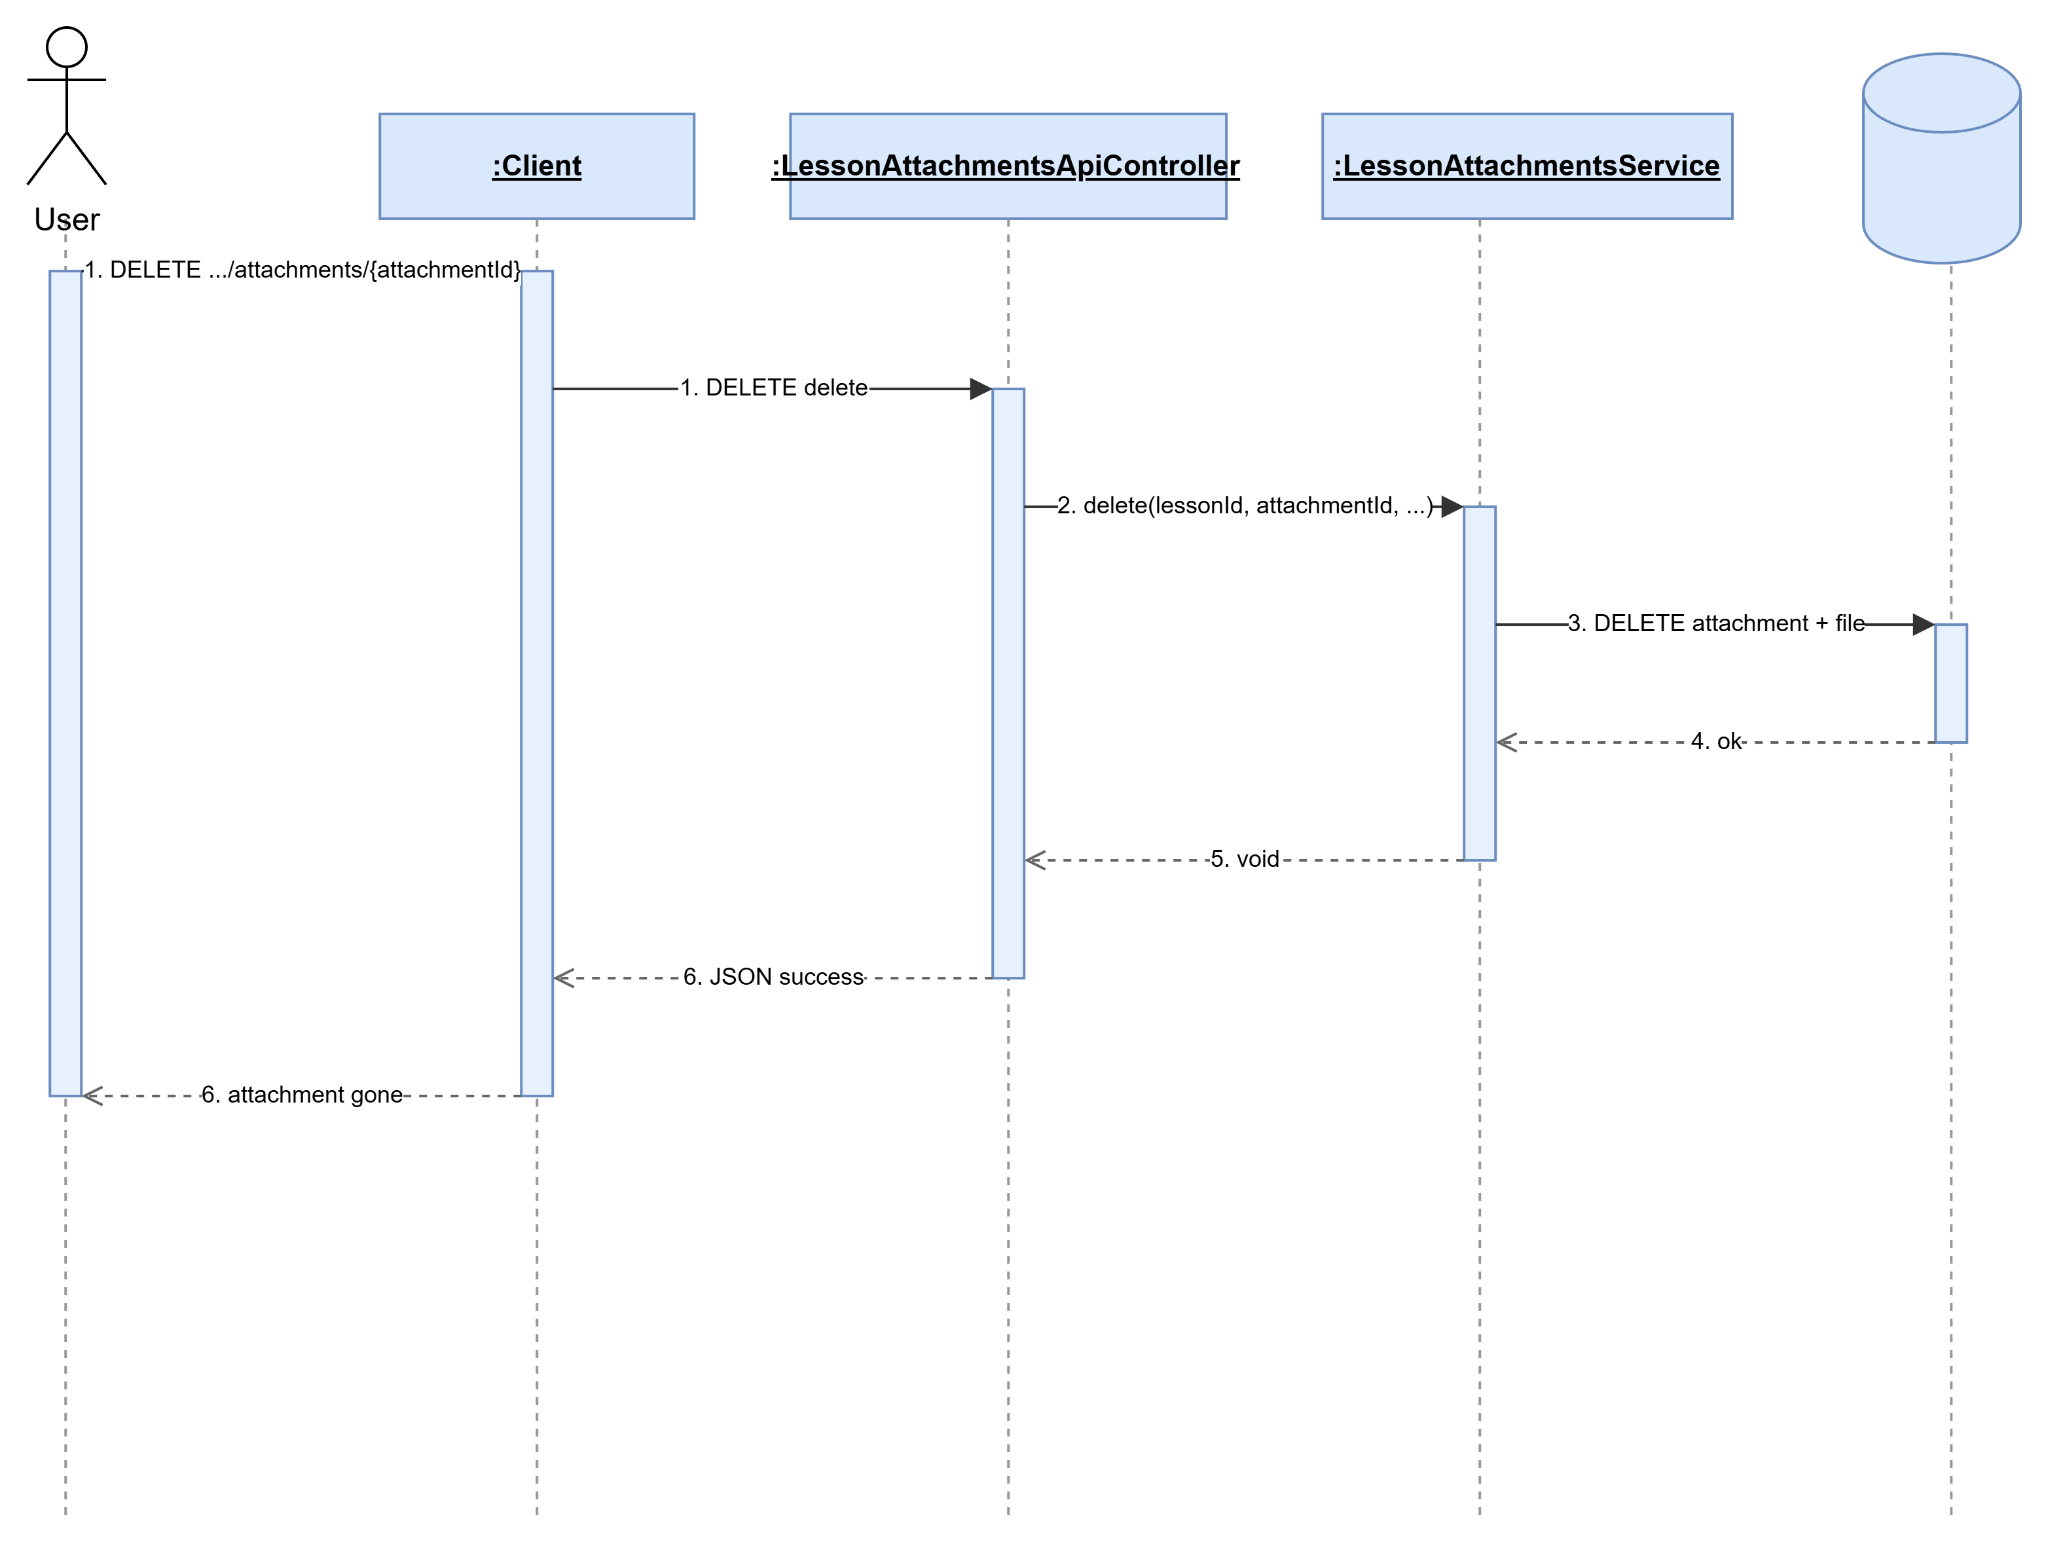 User
:Client
:LessonAttachmentsApiController
:LessonAttachmentsService
1. DELETE .../attachments/{attachmentId}
1. DELETE delete
2. delete(lessonId, attachmentId, ...)
3. DELETE attachment + file
4. ok
5. void
6. JSON success
6. attachment gone